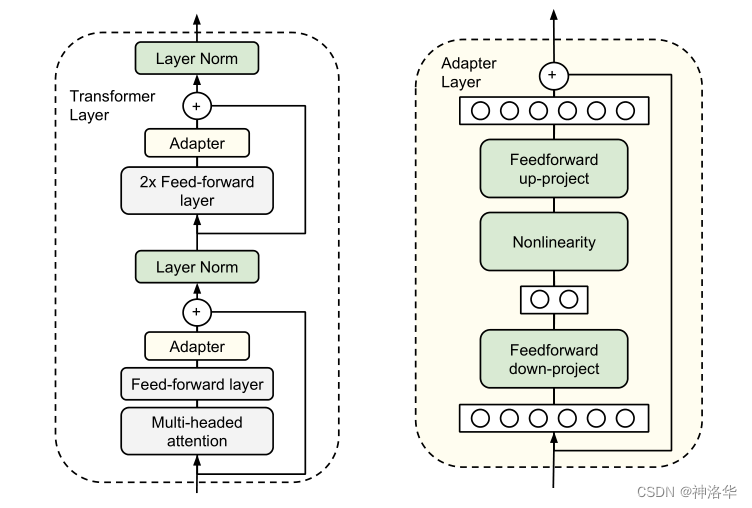 Layer Norm
Transformer
Layer
+
Adapter
2x Feed-forward
layer
Layer Norm
+
Adapter
Feed-forward layer
Multi-headed
attention
Adapter
Layer
+
Feedforward
up-project
Nonlinearity
Feedforward
down-project
CSDN @神洛华